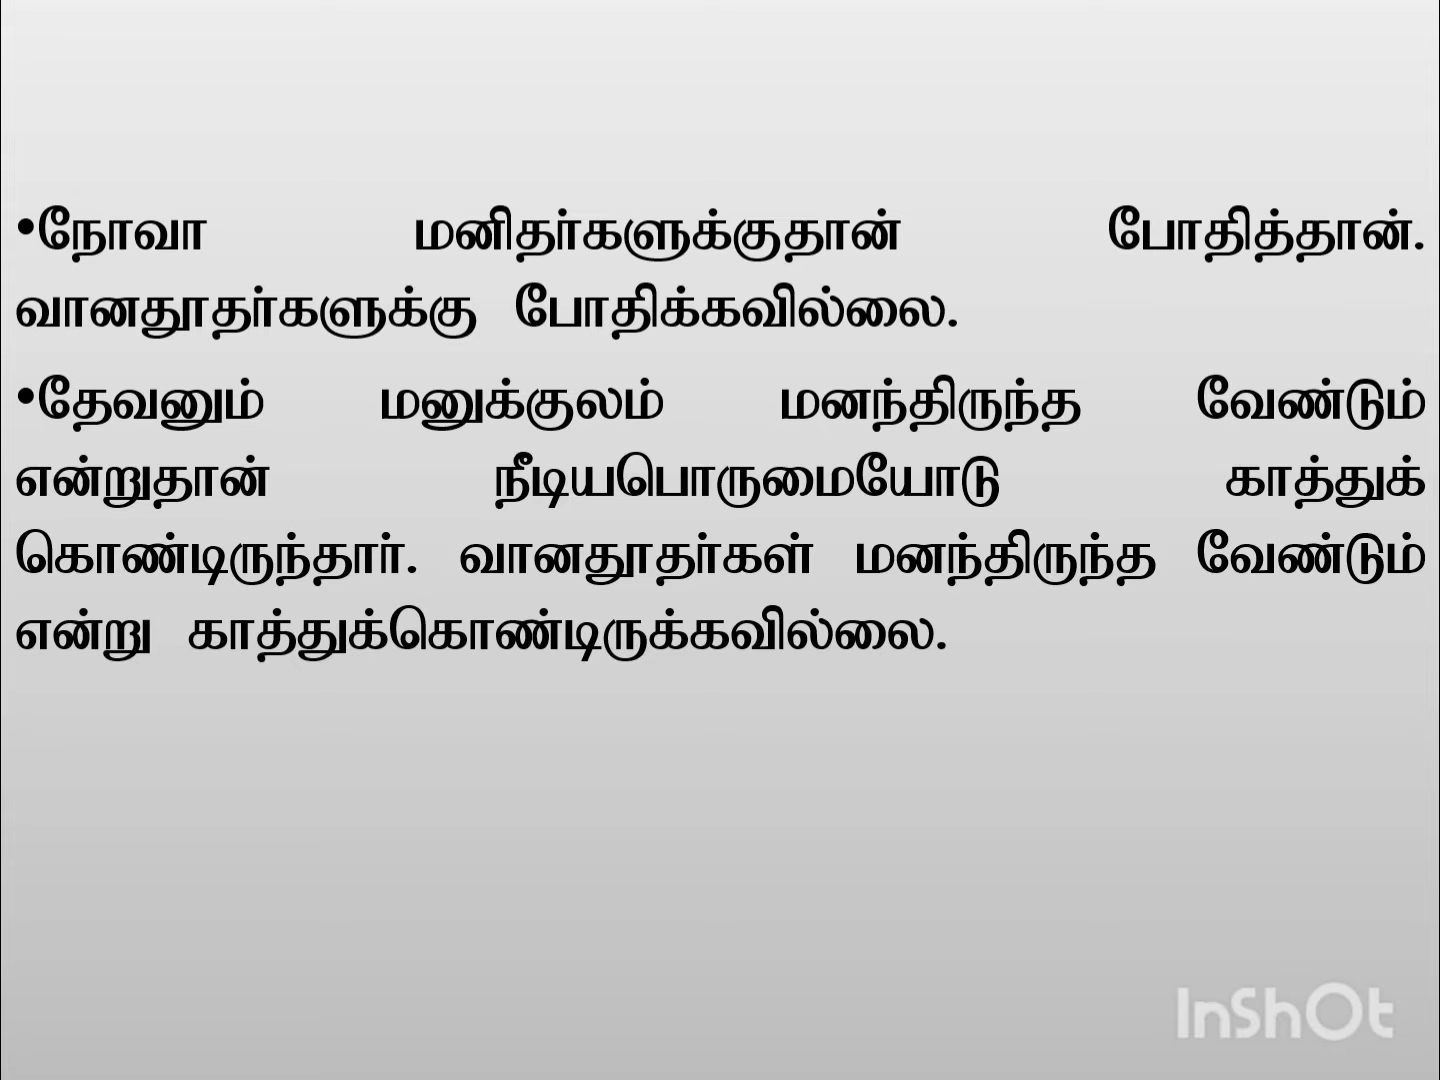 •நோவா மனிதர்களுக்குதான் போதித்தான்.
வானதூதர்களுக்கு போதிக்கவில்லை.
•தேவனும் மனுக்குலம் மனந்திருந்த வேண்டும்
என்றுதான் நீடியபொருமையோடு காத்துக்
கொண்டிருந்தார். வானதூதர்கள் மனந்திருந்த வேண்டும்
என்று காத்துக்கொண்டிருக்கவில்லை.
InShOt